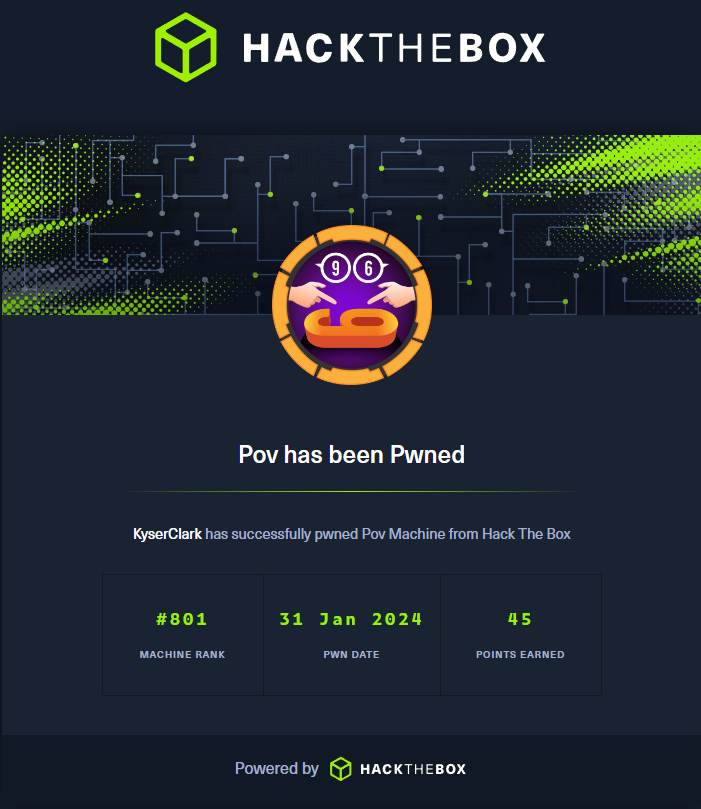 HACKTHEBOX
9 6
Pov has been Pwned
KyserClark has successfully pwned Pov Machine from Hack The Box
#801 31 Jan 2024 45
MACHINE RANK PWN DATE POINTS EARNED
Powered by HACKTHEBOX